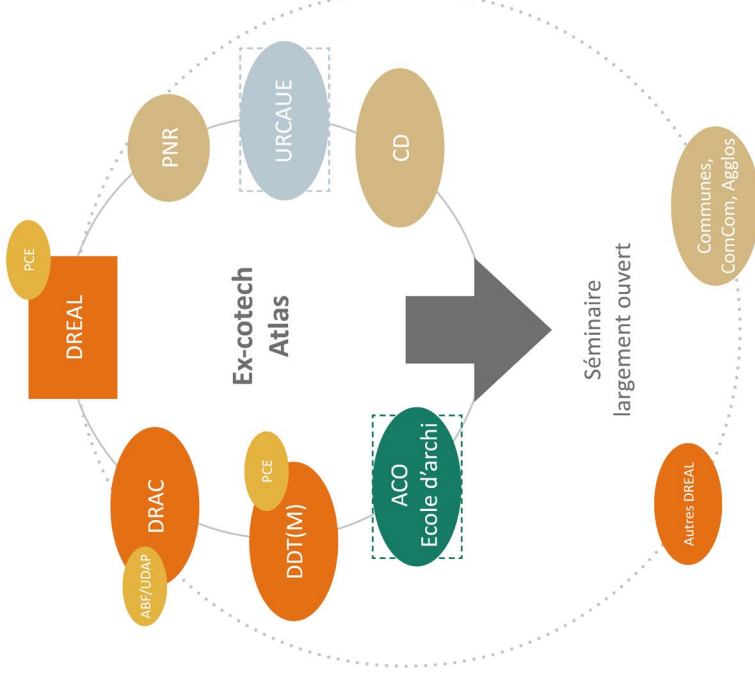 PCE
DREAL
PNR
DRAC
ABF/UDAP
URCAUE
Ex-cotech
Atlas
PCE
DDT(M)
CD
ACO
Ecole d'archi
Séminaire
largement ouvert
Communes,
ComCom, Agglos
Autres DREAL